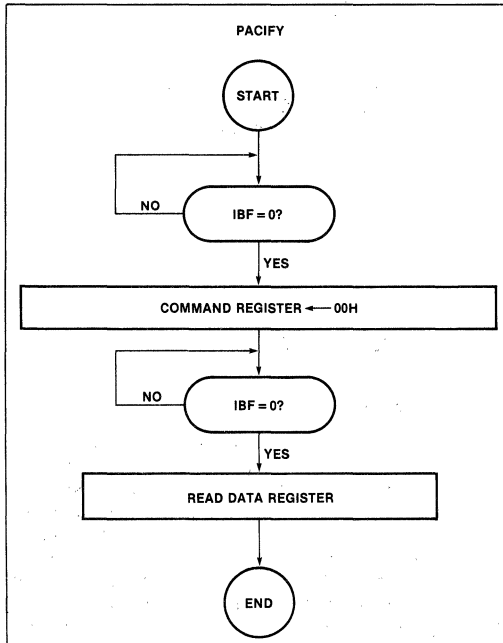 PACIFY
START
NO
IBF = 0?
YES
COMMAND REGISTER ← 00H
NO
IBF = 0?
YES
READ DATA REGISTER
END